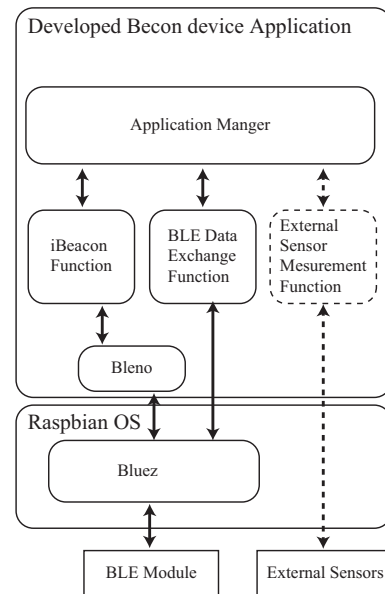 Developed Becon device Application
Application Manger
iBeacon
Function
BLE Data
Exchange
Function
External
Sensor
Mesurement
Function
Bleno
Raspbian OS
Bluez
BLE Module
External Sensors